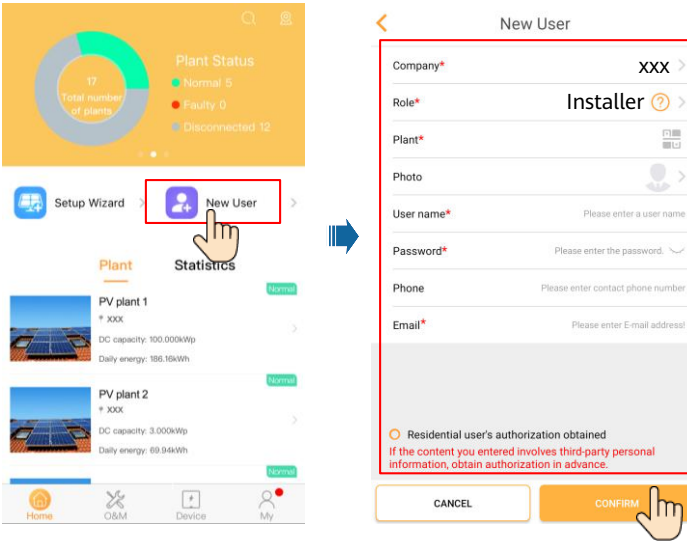 Plant Status
17
Total number
of plants
Normal 5
Faulty 0
Disconnected 12
Setup Wizard
New User
Plant
Statistics
Normal
PV plant 1
XXX
DC capacity: 100.000kWp
Daily energy: 186.16kWh
Normal
PV plant 2
XXX
DC capacity: 3.000kWp
Daily energy: 69.94kWh
Normal
Home
O&M
Device
My
New User
Company* xxx
Role* Installer ?
Plant*
Photo
User name* Please enter a user name
Password* Please enter the password.
Phone Please enter contact phone number
Email* Please enter E-mail address!
Residential user's authorization obtained
If the content you entered involves third-party personal
information, obtain authorization in advance.
CANCEL
CONFIRM